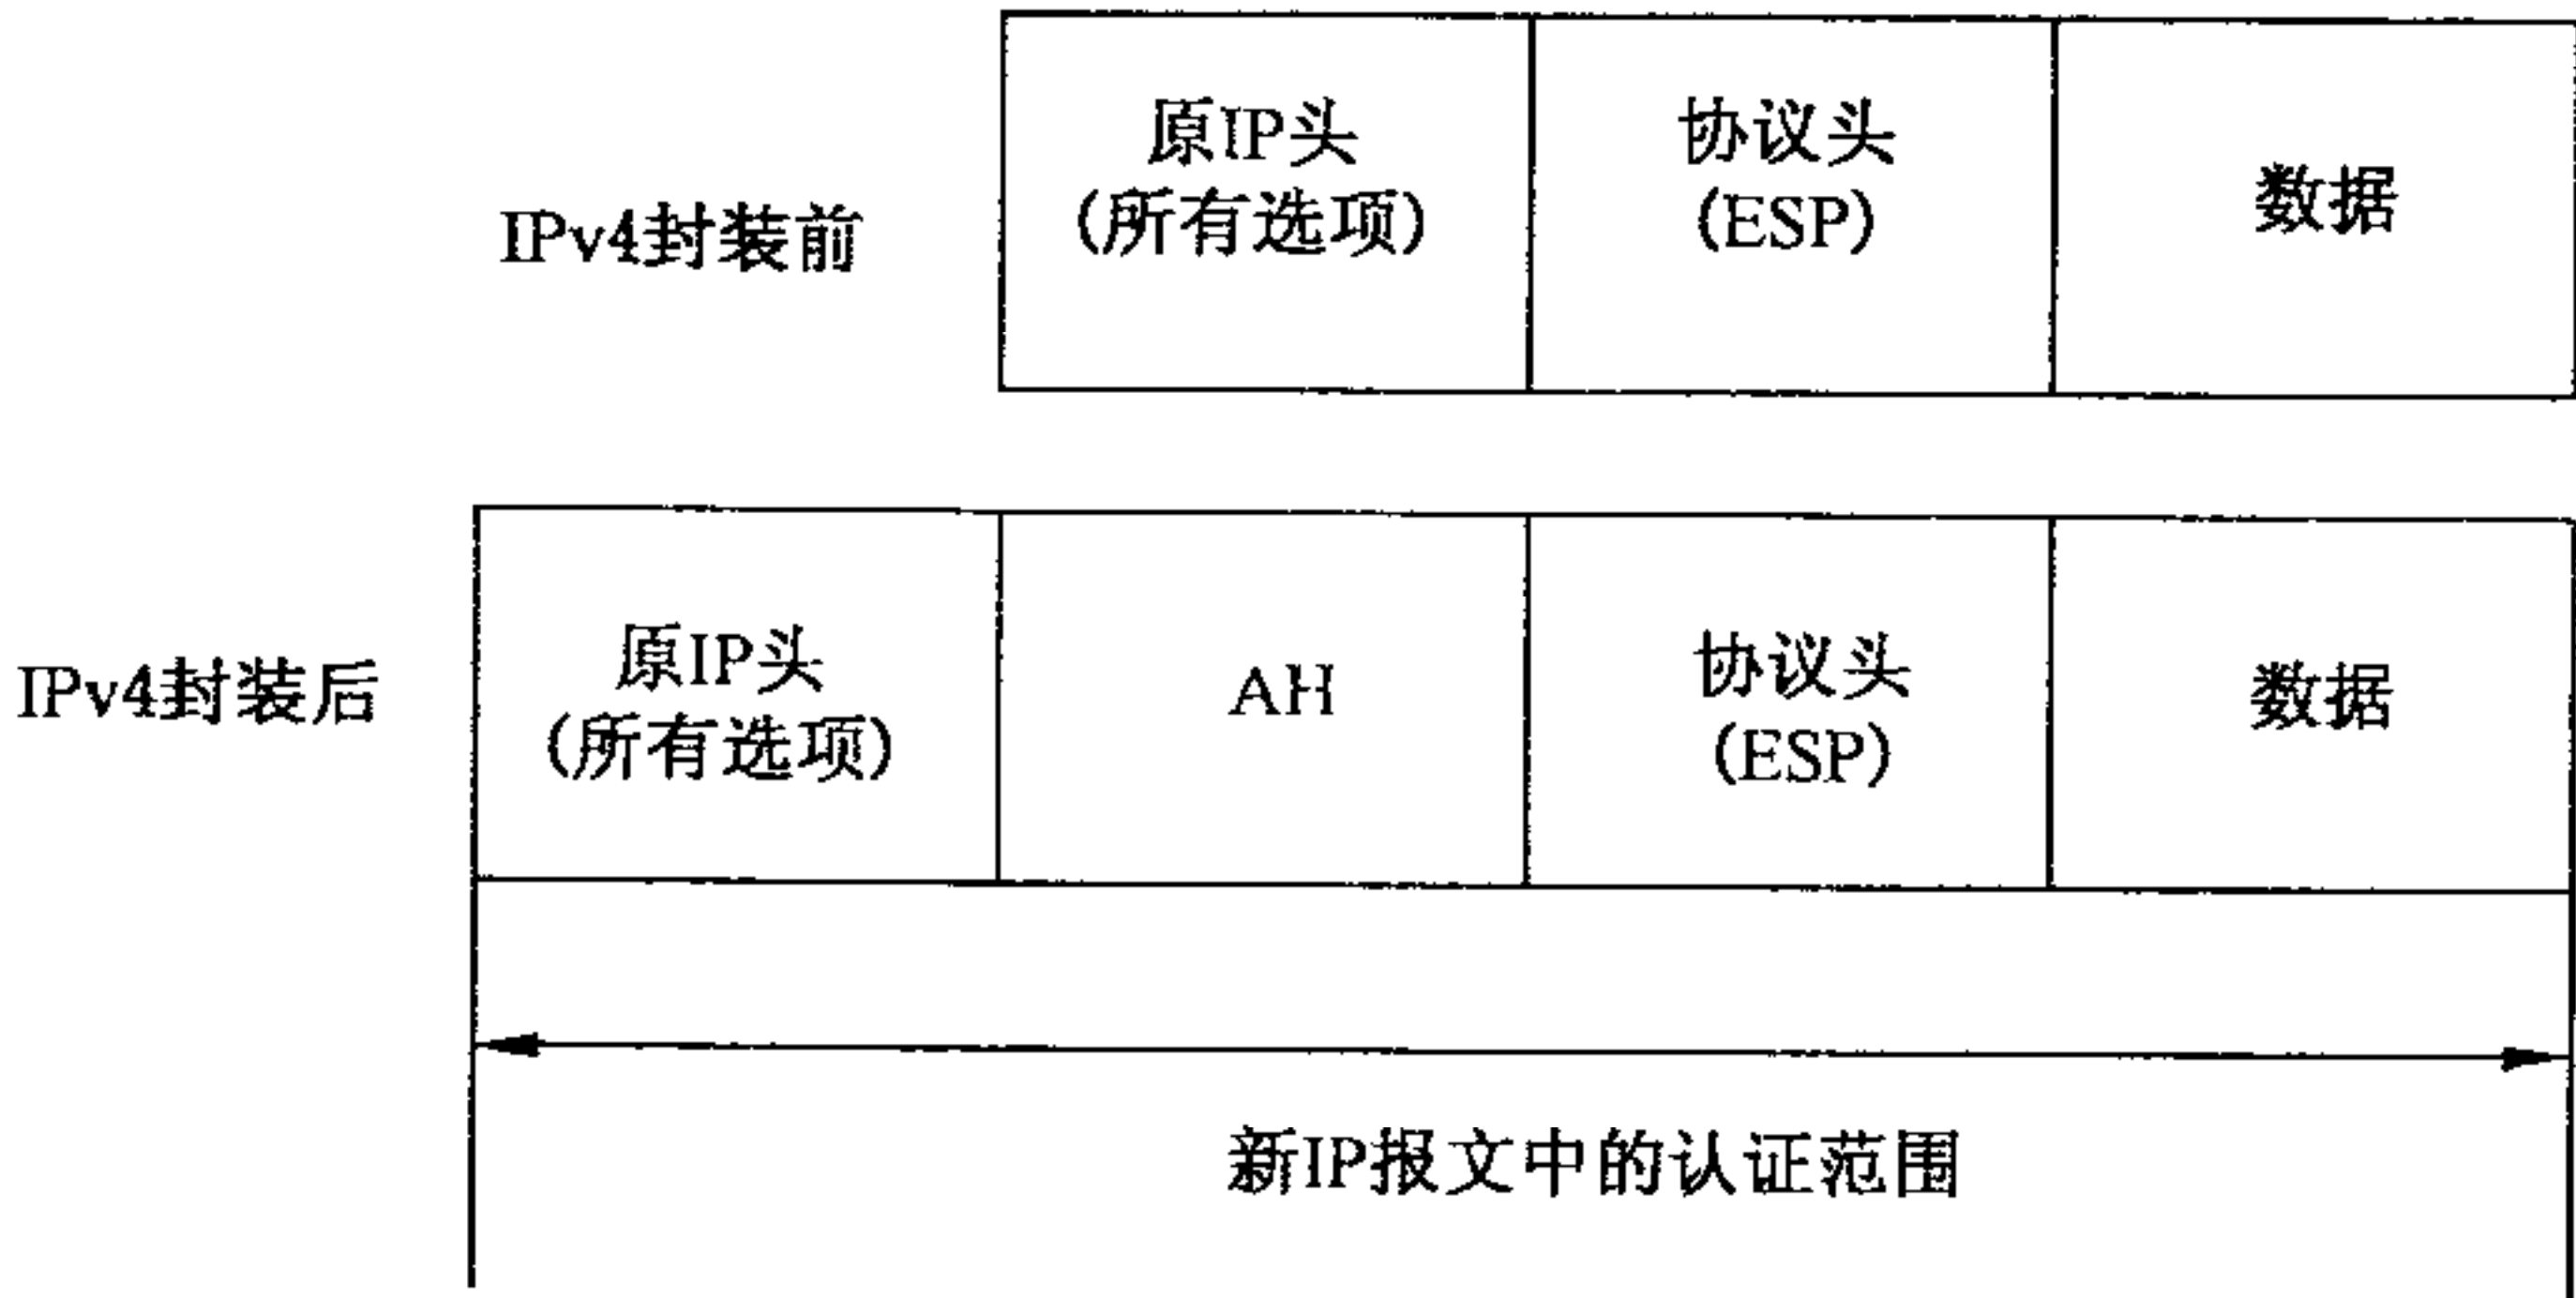 IPv4封装前
原IP头
(所有选项)
协议头
(ESP)
数据
IPv4封装后
原IP头
(所有选项)
AH
协议头
(ESP)
数据
新IP报文中的认证范围